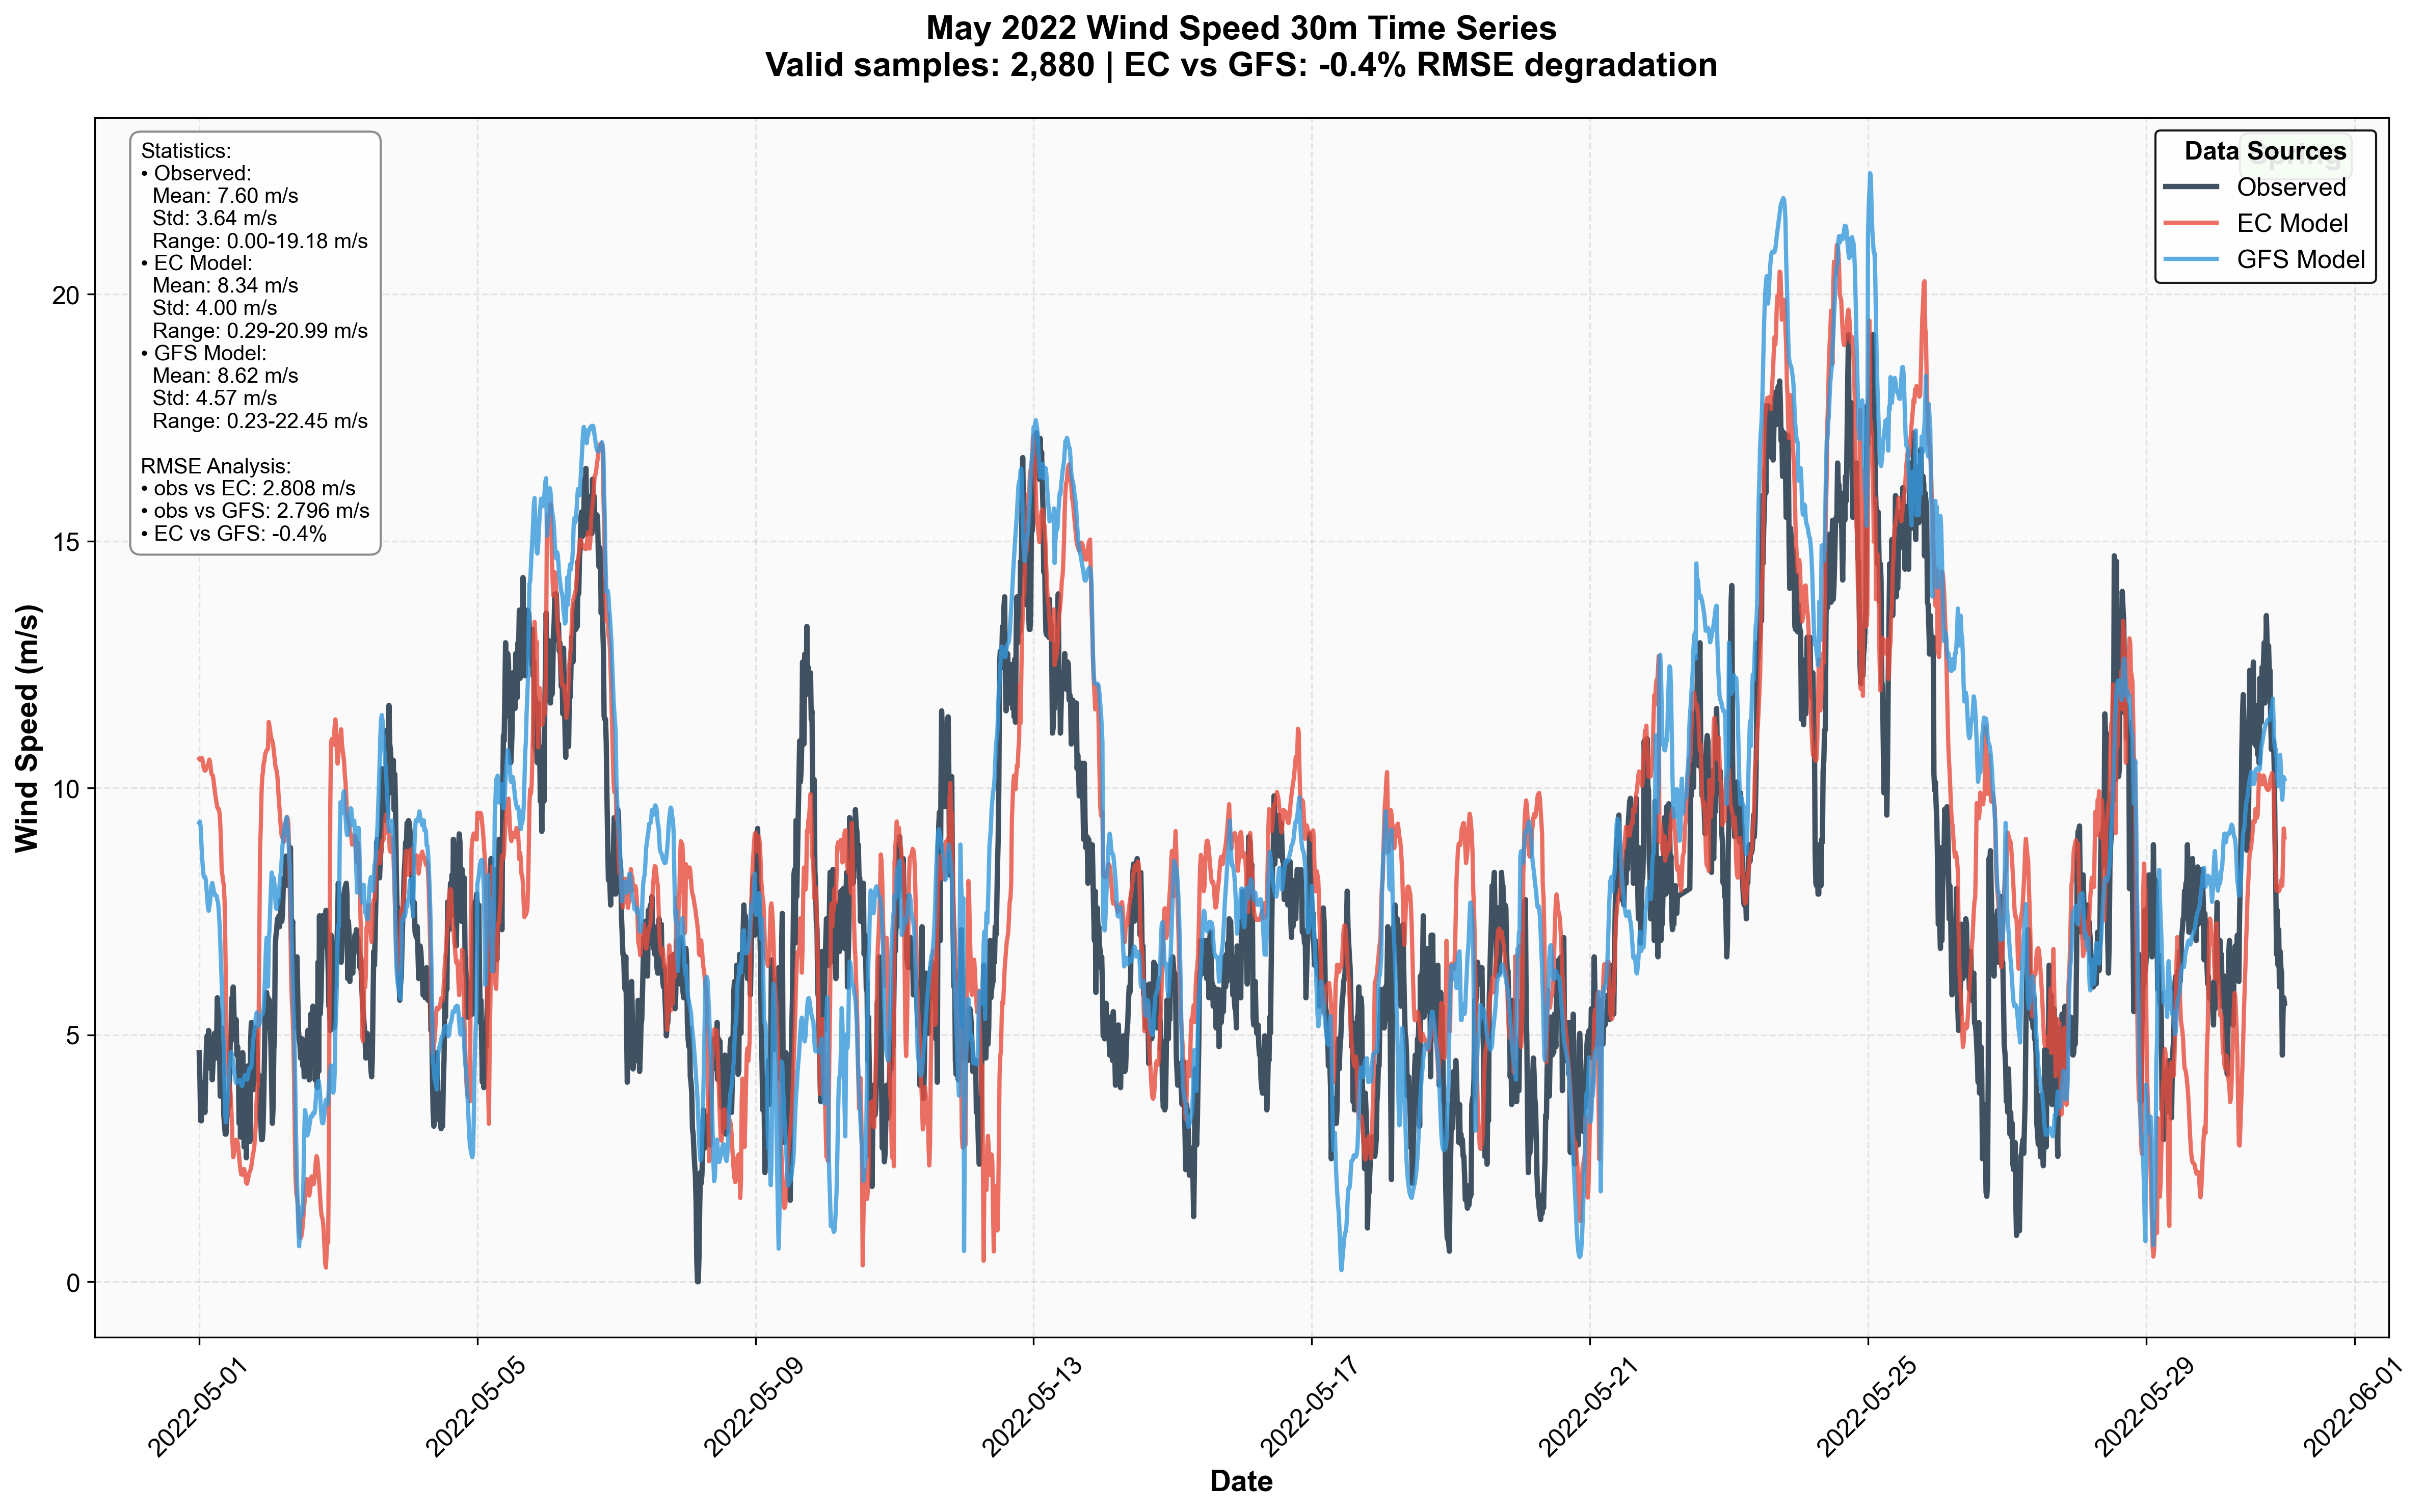 May 2022 Wind Speed 30m Time Series
Valid samples: 2,880 | EC vs GFS: -0.4% RMSE degradation
Statistics:
• Observed:
Mean: 7.60 m/s
Std: 3.64 m/s
Range: 0.00-19.18 m/s
• EC Model:
Mean: 8.34 m/s
Std: 4.00 m/s
Range: 0.29-20.99 m/s
• GFS Model:
Mean: 8.62 m/s
Std: 4.57 m/s
Range: 0.23-22.45 m/s
RMSE Analysis:
• obs vs EC: 2.808 m/s
• obs vs GFS: 2.796 m/s
• EC vs GFS: -0.4%
Data Sources
Observed
EC Model
GFS Model
Wind Speed (m/s)
20
15
10
5
0
2022-05-01
2022-05-05
2022-05-09
2022-05-13
2022-05-17
2022-05-21
2022-05-25
2022-05-29
2022-06-01
Date